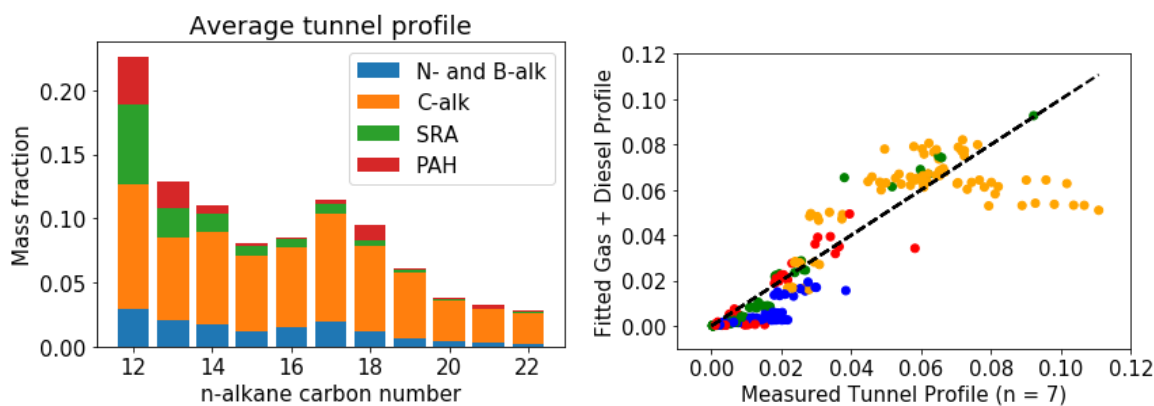 Average tunnel profile
Mass fraction
0.20
0.15
0.10
0.05
0.00
N- and B-alk
C-alk
SRA
PAH
12 14 16 18 20 22
n-alkane carbon number
Fitted Gas + Diesel Profile
0.12
0.10
0.08
0.06
0.04
0.02
0.00
0.00 0.02 0.04 0.06 0.08 0.10 0.12
Measured Tunnel Profile (n = 7)